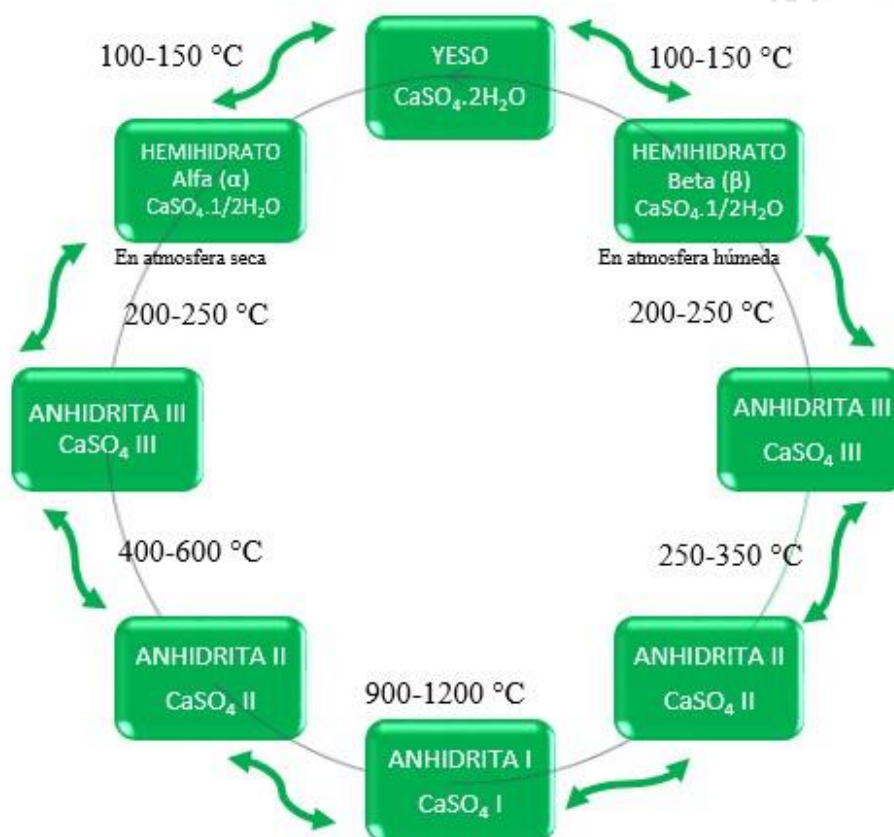 100-150 °C
YESO
CaSO₄.2H₂O
100-150 °C
HEMIHIDRATO
Alfa (α)
CaSO₄.1/2H₂O
En atmosfera seca
HEMIHIDRATO
Beta (β)
CaSO₄.1/2H₂O
En atmosfera húmeda
200-250 °C
200-250 °C
ANHIDRITA III
CaSO₄ III
ANHIDRITA III
CaSO₄ III
400-600 °C
250-350 °C
ANHIDRITA II
CaSO₄ II
900-1200 °C
ANHIDRITA II
CaSO₄ II
ANHIDRITA I
CaSO₄ I